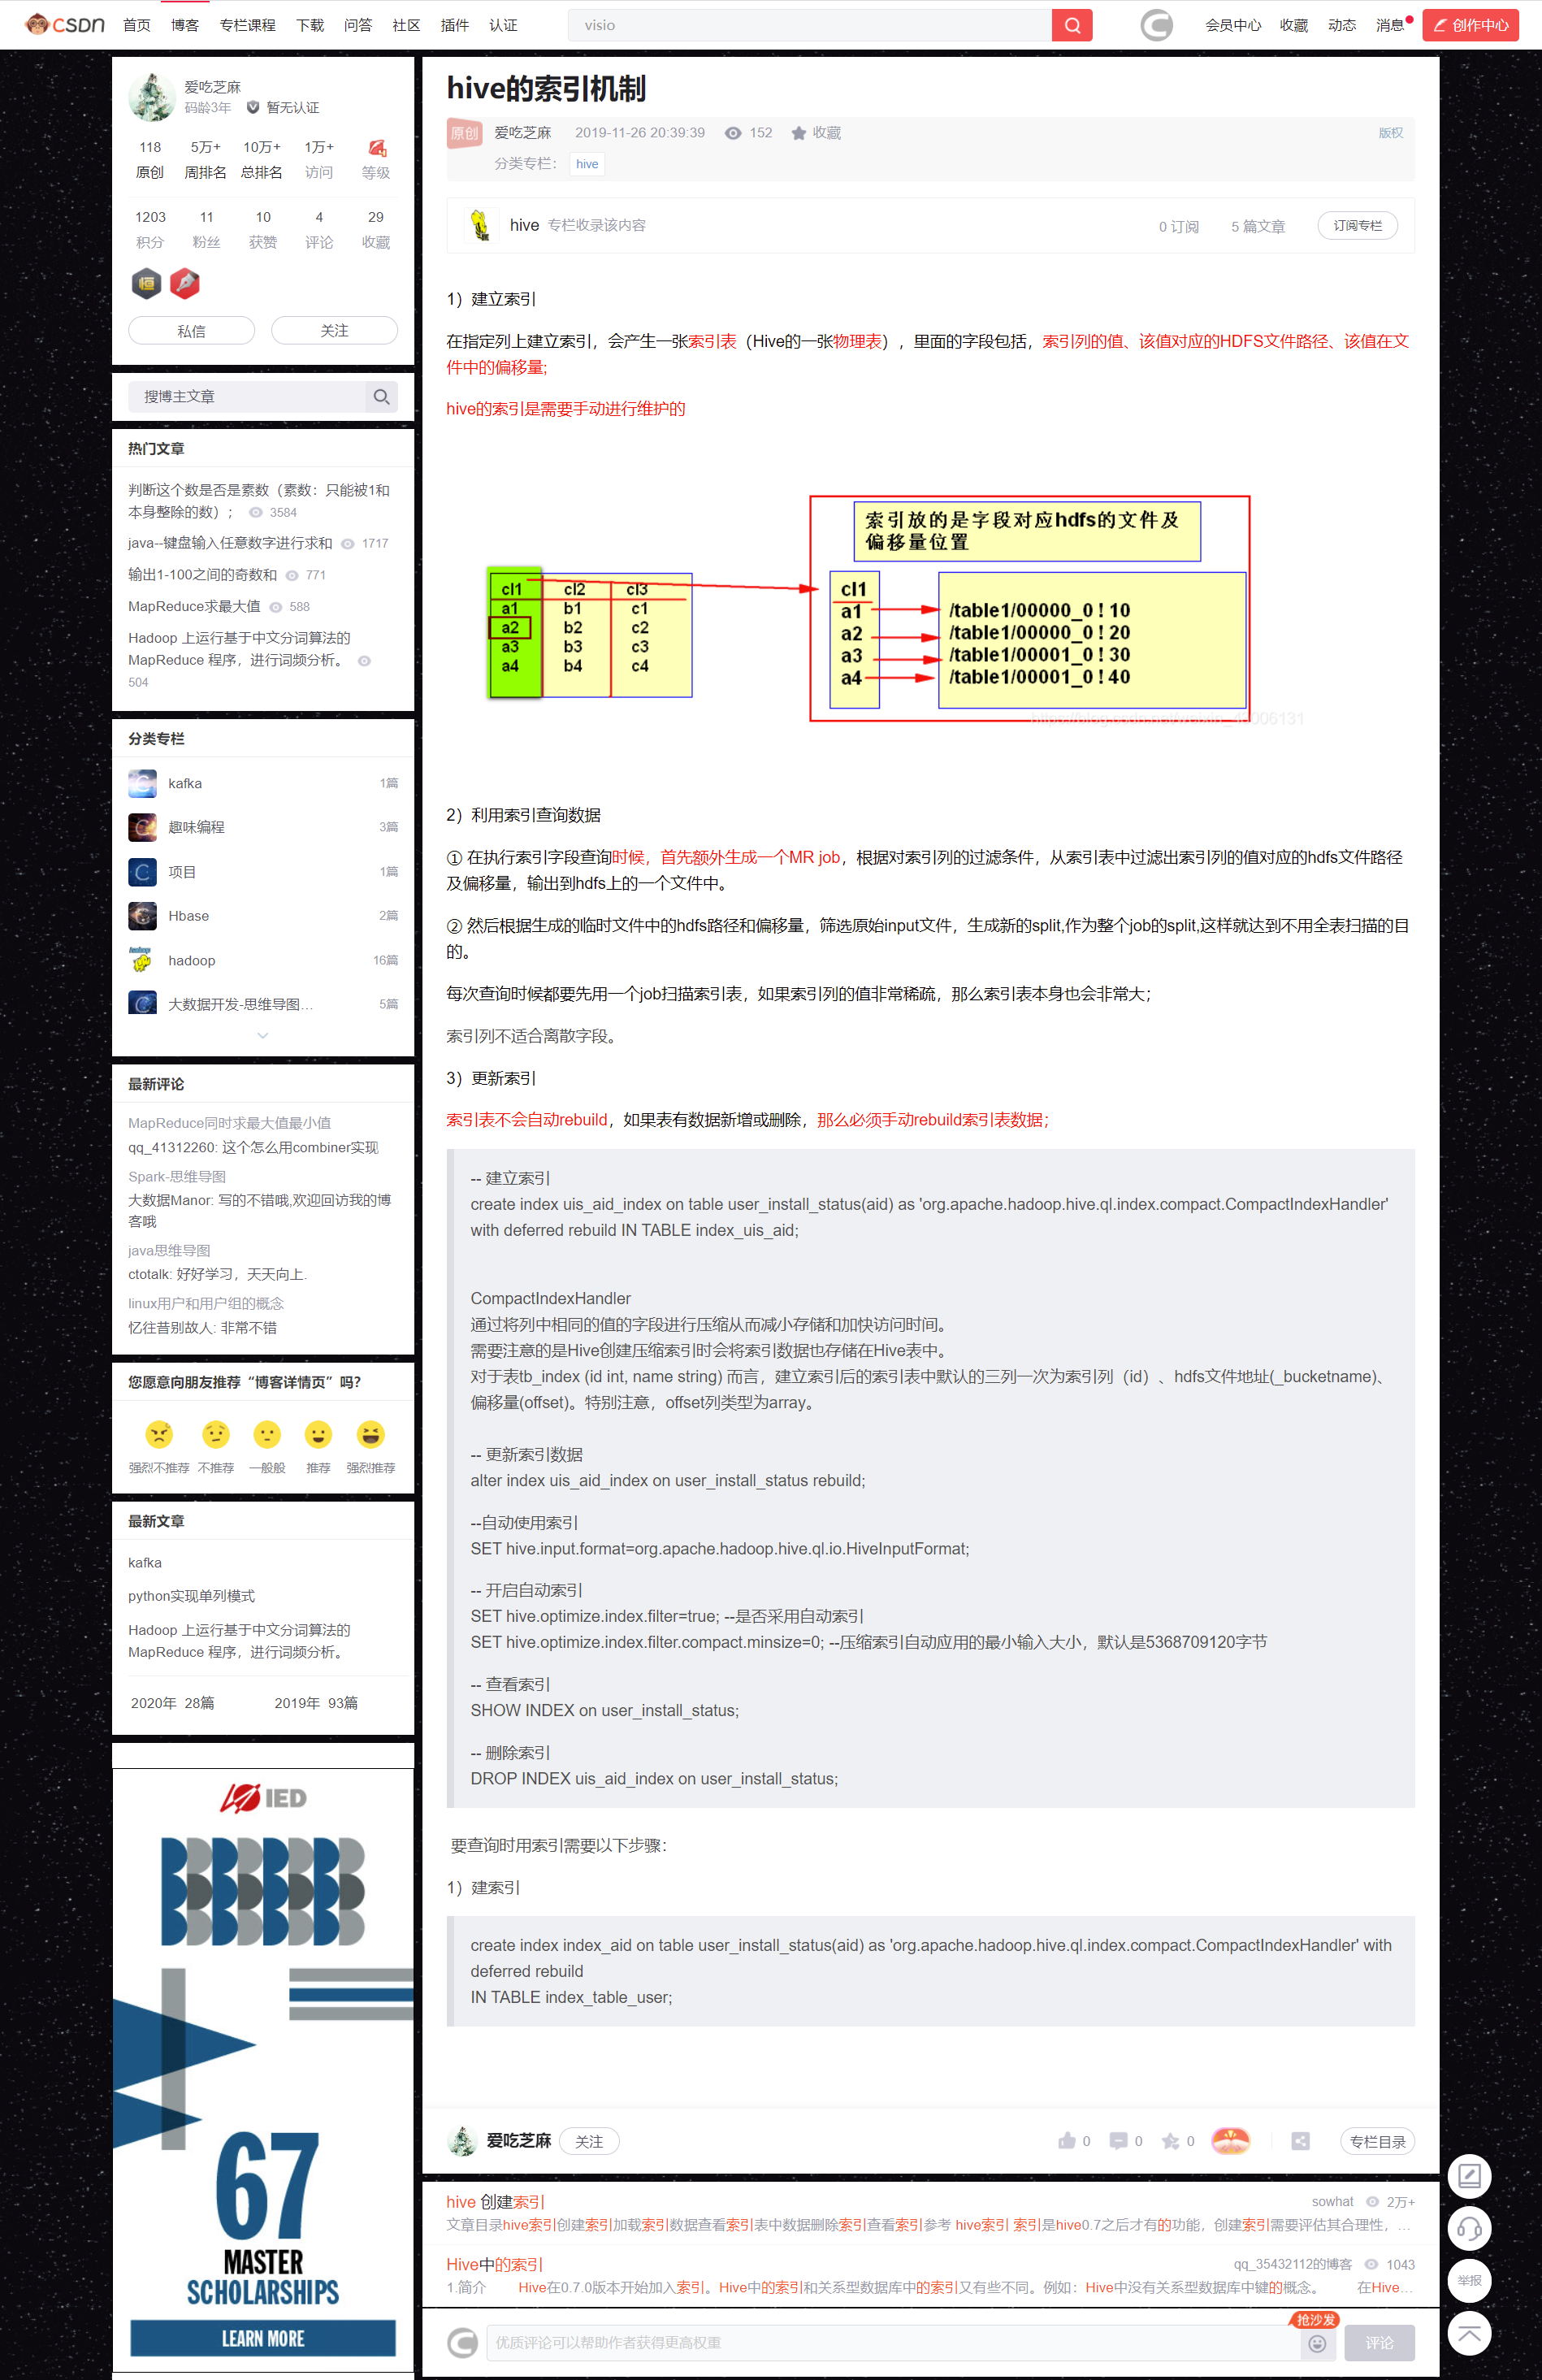 CSDN 首页 博客 专栏课程 下载 问答 社区 插件 认证 visio 会员中心 收藏 动态 消息 创作中心
爱吃芝麻
码龄3年 暂无认证
118 5万+ 10万+ 1万+
原创 周排名 总排名 访问 等级
1203 11 10 4 29
积分 粉丝 获赞 评论 收藏
私信 关注
搜博主文章
热门文章
判断这个数是否是素数（素数：只能被1和
本身整除的数）； 3584
java--键盘输入任意数字进行求和 1717
输出1-100之间的奇数和 771
MapReduce求最大值 588
Hadoop 上运行基于中文分词算法的
MapReduce 程序，进行词频分析。
504
分类专栏
kafka 1篇
趣味编程 3篇
项目 1篇
Hbase 2篇
hadoop 16篇
大数据开发-思维导图... 5篇
最新评论
MapReduce同时求最大值最小值
qq_41312260: 这个怎么用combiner实现
Spark-思维导图
大数据Manor: 写的不错哦,欢迎回访我的博
客哦
java思维导图
ctotalk: 好好学习，天天向上.
linux用户和用户组的概念
忆往昔别故人: 非常不错
您愿意向朋友推荐“博客详情页”吗？
强烈不推荐 不推荐 一般般 推荐 强烈推荐
最新文章
kafka
python实现单列模式
Hadoop 上运行基于中文分词算法的
MapReduce 程序，进行词频分析。
2020年 28篇 2019年 93篇
IED
67
MASTER
SCHOLARSHIPS
LEARN MORE
hive的索引机制
原创 爱吃芝麻 2019-11-26 20:39:39 152 收藏 版权
分类专栏： hive
hive 专栏收录该内容 0 订阅 5 篇文章 订阅专栏
1）建立索引
在指定列上建立索引，会产生一张索引表（Hive的一张物理表），里面的字段包括，索引列的值、该值对应的HDFS文件路径、该值在文
件中的偏移量;
hive的索引是需要手动进行维护的
索引放的是字段对应hdfs的文件及
偏移量位置
cl1 cl2 cl3
a1 b1 c1
a2 b2 c2
a3 b3 c3
a4 b4 c4
cl1
a1 /table1/00000_0 ! 10
a2 /table1/00000_0 ! 20
a3 /table1/00001_0 ! 30
a4 /table1/00001_0 ! 40
2）利用索引查询数据
① 在执行索引字段查询时候，首先额外生成一个MR job，根据对索引列的过滤条件，从索引表中过滤出索引列的值对应的hdfs文件路径
及偏移量，输出到hdfs上的一个文件中。
② 然后根据生成的临时文件中的hdfs路径和偏移量，筛选原始input文件，生成新的split,作为整个job的split,这样就达到不用全表扫描的目
的。
每次查询时候都要先用一个job扫描索引表，如果索引列的值非常稀疏，那么索引表本身也会非常大；
索引列不适合离散字段。
3）更新索引
索引表不会自动rebuild，如果表有数据新增或删除，那么必须手动rebuild索引表数据；
-- 建立索引
create index uis_aid_index on table user_install_status(aid) as 'org.apache.hadoop.hive.ql.index.compact.CompactIndexHandler'
with deferred rebuild IN TABLE index_uis_aid;
CompactIndexHandler
通过将列中相同的值的字段进行压缩从而减小存储和加快访问时间。
需要注意的是Hive创建压缩索引时会将索引数据也存储在Hive表中。
对于表tb_index (id int, name string) 而言，建立索引后的索引表中默认的三列一次为索引列（id）、hdfs文件地址(_bucketname)、
偏移量(offset)。特别注意，offset列类型为array。
-- 更新索引数据
alter index uis_aid_index on user_install_status rebuild;
--自动使用索引
SET hive.input.format=org.apache.hadoop.hive.ql.io.HiveInputFormat;
-- 开启自动索引
SET hive.optimize.index.filter=true; --是否采用自动索引
SET hive.optimize.index.filter.compact.minsize=0; --压缩索引自动应用的最小输入大小，默认是5368709120字节
-- 查看索引
SHOW INDEX on user_install_status;
-- 删除索引
DROP INDEX uis_aid_index on user_install_status;
要查询时用索引需要以下步骤：
1）建索引
create index index_aid on table user_install_status(aid) as 'org.apache.hadoop.hive.ql.index.compact.CompactIndexHandler' with
deferred rebuild
IN TABLE index_table_user;
爱吃芝麻 关注 0 0 0 专栏目录
hive 创建索引 sowhat 2万+
文章目录hive索引创建索引加载索引数据查看索引表中数据删除索引查看索引参考 hive索引 索引是hive0.7之后才有的功能，创建索引需要评估其合理性，...
Hive中的索引 qq_35432112的博客 1043
1.简介 Hive在0.7.0版本开始加入索引。Hive中的索引和关系型数据库中的索引又有些不同。例如：Hive中没有关系型数据库中键的概念。 在Hive...
抢沙发
优质评论可以帮助作者获得更高权重 评论
举报